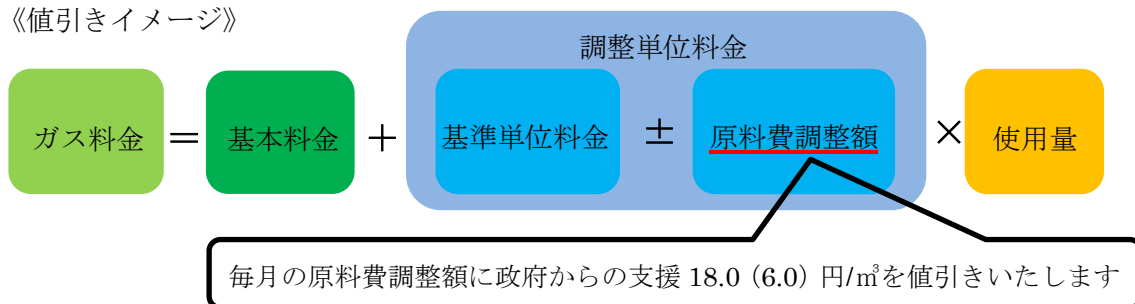 《値引きイメージ》
調整単位料金
ガス料金 = 基本料金 + 基準単位料金 ± 原料費調整額 × 使用量
毎月の原料費調整額に政府からの支援 18.0 (6.0) 円/㎥を値引きいたします